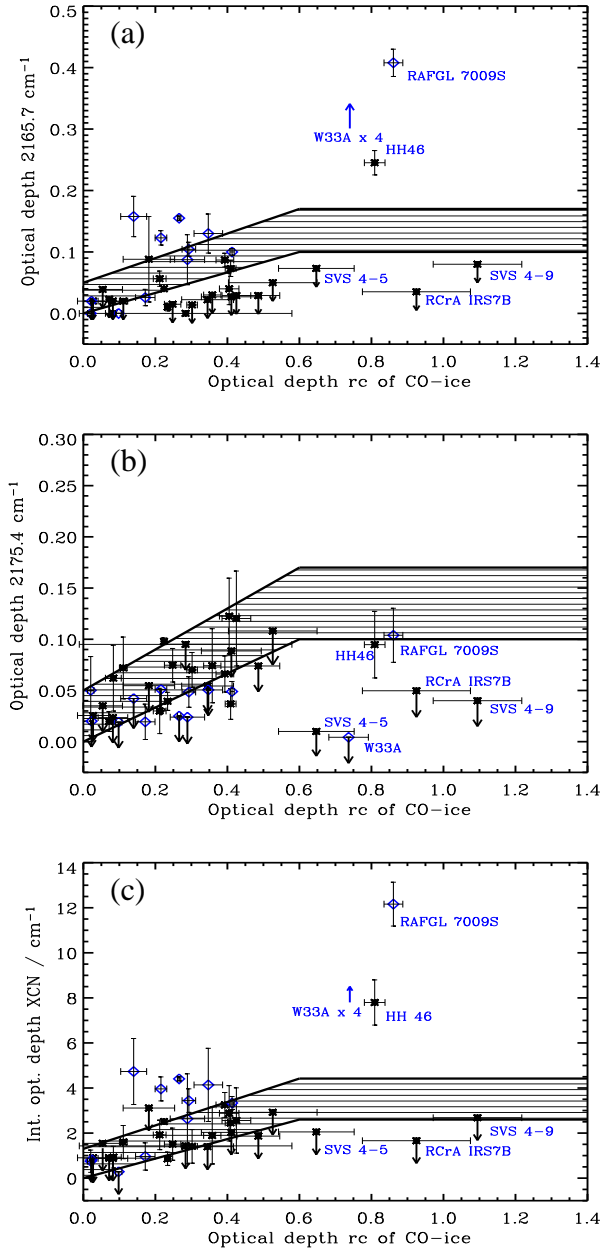 (a)
0.5
0.4
0.3
0.2
0.1
0.0
Optical depth 2165.7 cm⁻¹
RAFGL 7009S
W33A x 4
HH46
SVS 4-5
SVS 4-9
RCrA IRS7B
0.0 0.2 0.4 0.6 0.8 1.0 1.2 1.4
Optical depth rc of CO-ice
(b)
0.30
0.25
0.20
0.15
0.10
0.05
0.00
Optical depth 2175.4 cm⁻¹
HH46
RAFGL 7009S
RCrA IRS7B
SVS 4-5
SVS 4-9
W33A
0.0 0.2 0.4 0.6 0.8 1.0 1.2 1.4
Optical depth rc of CO-ice
(c)
14
12
10
8
6
4
2
0
Int. opt. depth XCN / cm⁻¹
RAFGL 7009S
W33A x 4
HH 46
SVS 4-5
SVS 4-9
RCrA IRS7B
0.0 0.2 0.4 0.6 0.8 1.0 1.2 1.4
Optical depth rc of CO-ice